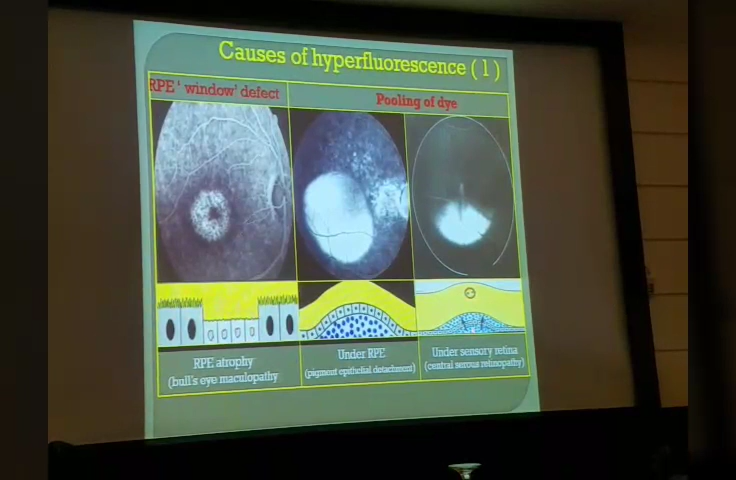 Causes of hyperfluorescence ( 1 )
RPE ' window' defect
Pooling of dye
RPE atrophy
(bull's eye maculopathy
Under RPE
(pigment epithelial detachment)
Under sensory retina
(central serous retinopathy)